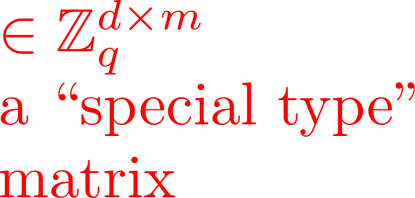 ∈ ℤ_q^{d×m}
a “special type”
matrix